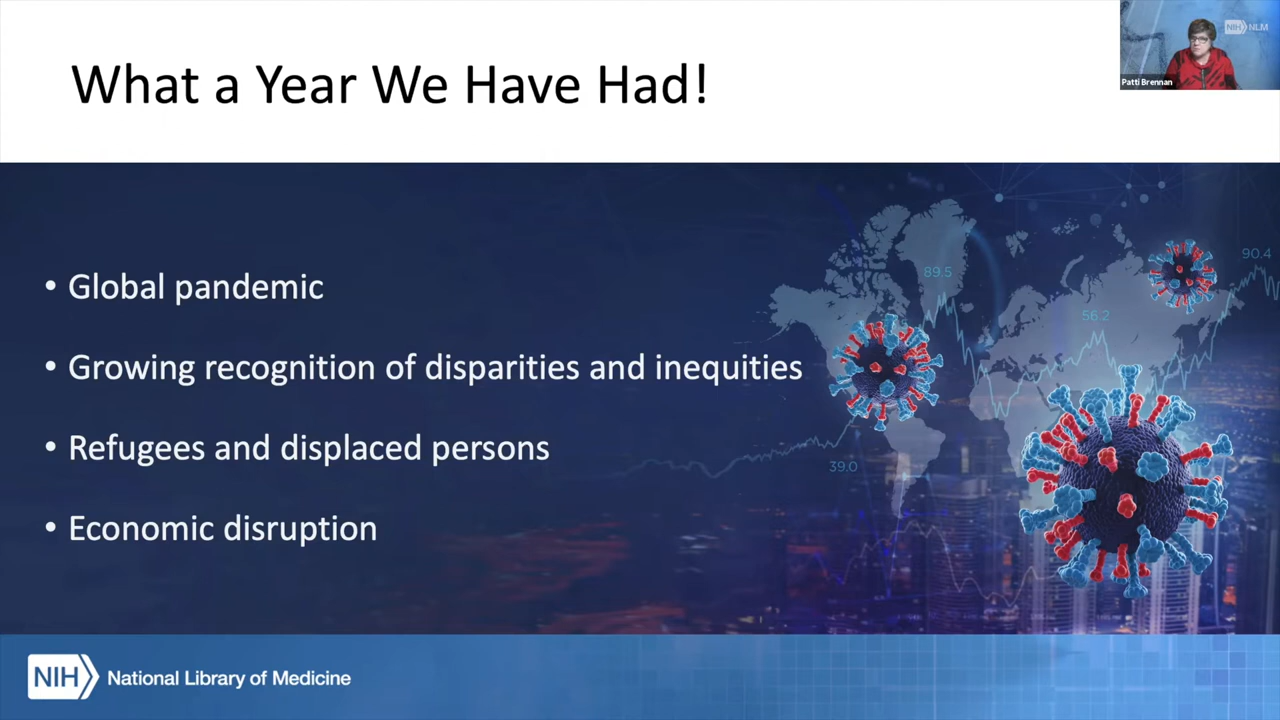 What a Year We Have Had!
NIH NLM
Patti Brennan
• Global pandemic
• Growing recognition of disparities and inequities
• Refugees and displaced persons
• Economic disruption
89.5
90.4
56.2
39.0
NIH National Library of Medicine